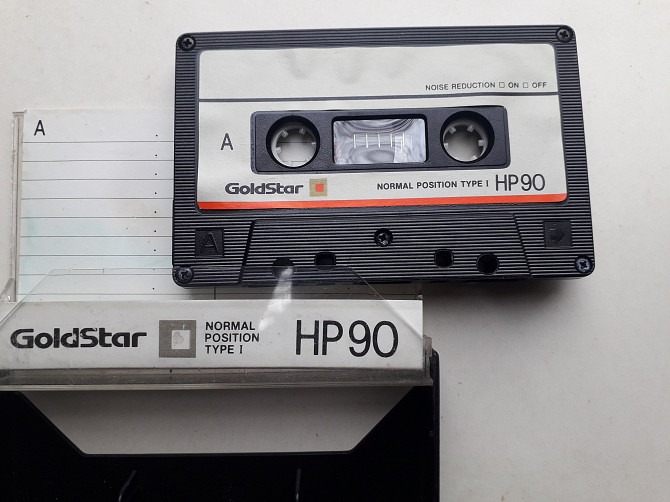 NOISE REDUCTION □ ON □ OFF
A
A
GoldStar NORMAL POSITION TYPE I HP90
A
GoldStar NORMAL POSITION TYPE I HP90